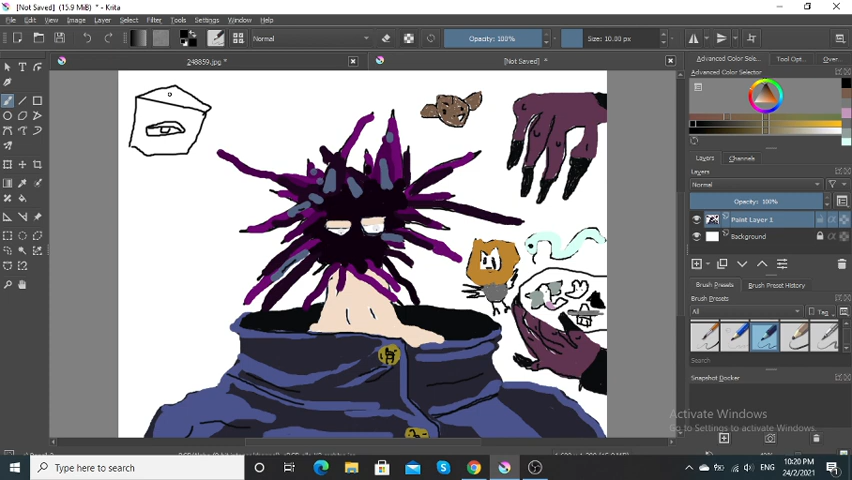 [Not Saved]  (15.9 MiB) * - Krita
File Edit View Image Layer Select Filter Tools Settings Window Help
Normal
Opacity: 100%
Size: 10.00 px
248859.jpg *
[Not Saved] *
Advanced Color Sele...
Tool Opt...
Over...
Advanced Color Selector
Layers
Channels
Layers
Normal
Opacity: 100%
Paint Layer 1
Background
Brush Presets
Brush Preset History
Brush Presets
All
Tag
Search
Snapshot Docker
Activate Windows
Go to Settings to activate Windows.
Type here to search
ENG
10:20 PM
24/2/2021